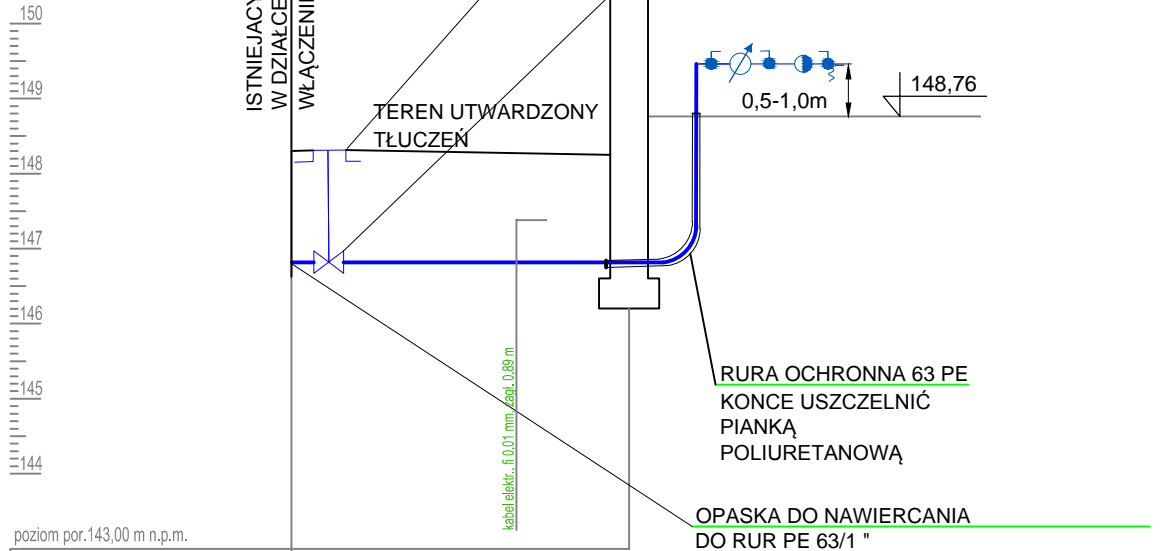 150
149
148
147
146
145
144
poziom por.143,00 m n.p.m.
ISTNIEJĄCY
W DZIAŁCE
WŁĄCZENIE
TEREN UTWARDZONY
TŁUCZEŃ
0,5-1,0m
148,76
kabel elektr., fi 0,01 mm, zagł. 0,89 m
RURA OCHRONNA 63 PE
KONCE USZCZELNIĆ
PIANKĄ
POLIURETANOWĄ
OPASKA DO NAWIERCANIA
DO RUR PE 63/1 "